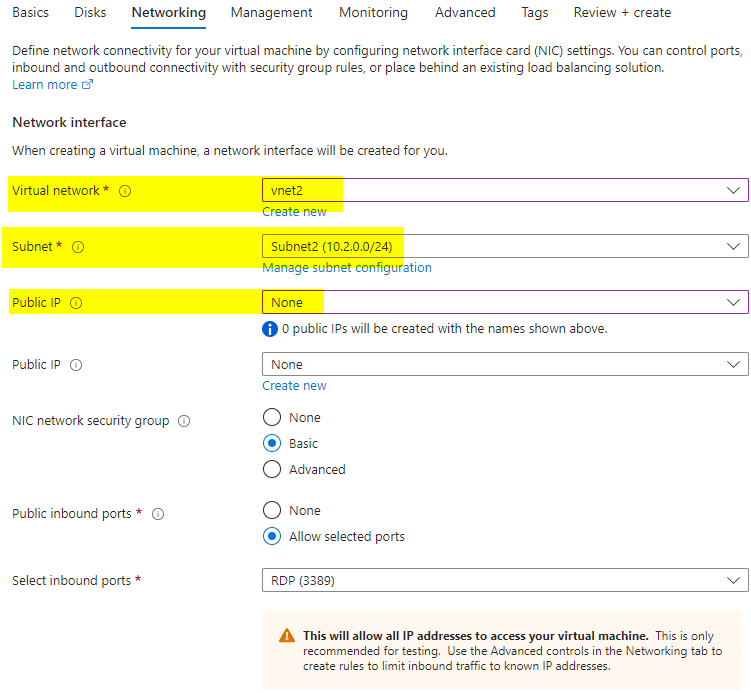 Basics Disks Networking Management Monitoring Advanced Tags Review + create
Define network connectivity for your virtual machine by configuring network interface card (NIC) settings. You can control ports,
inbound and outbound connectivity with security group rules, or place behind an existing load balancing solution.
Learn more
Network interface
When creating a virtual machine, a network interface will be created for you.
Virtual network * vnet2
Create new
Subnet * Subnet2 (10.2.0.0/24)
Manage subnet configuration
Public IP None
0 public IPs will be created with the names shown above.
Public IP None
Create new
NIC network security group None
Basic
Advanced
Public inbound ports * None
Allow selected ports
Select inbound ports * RDP (3389)
This will allow all IP addresses to access your virtual machine. This is only
recommended for testing. Use the Advanced controls in the Networking tab to
create rules to limit inbound traffic to known IP addresses.